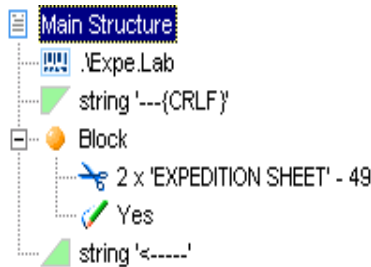 Main Structure
.\Expe.Lab
string '---{CRLF}'
Block
2 x 'EXPEDITION SHEET' - 49
Yes
string '<-----'